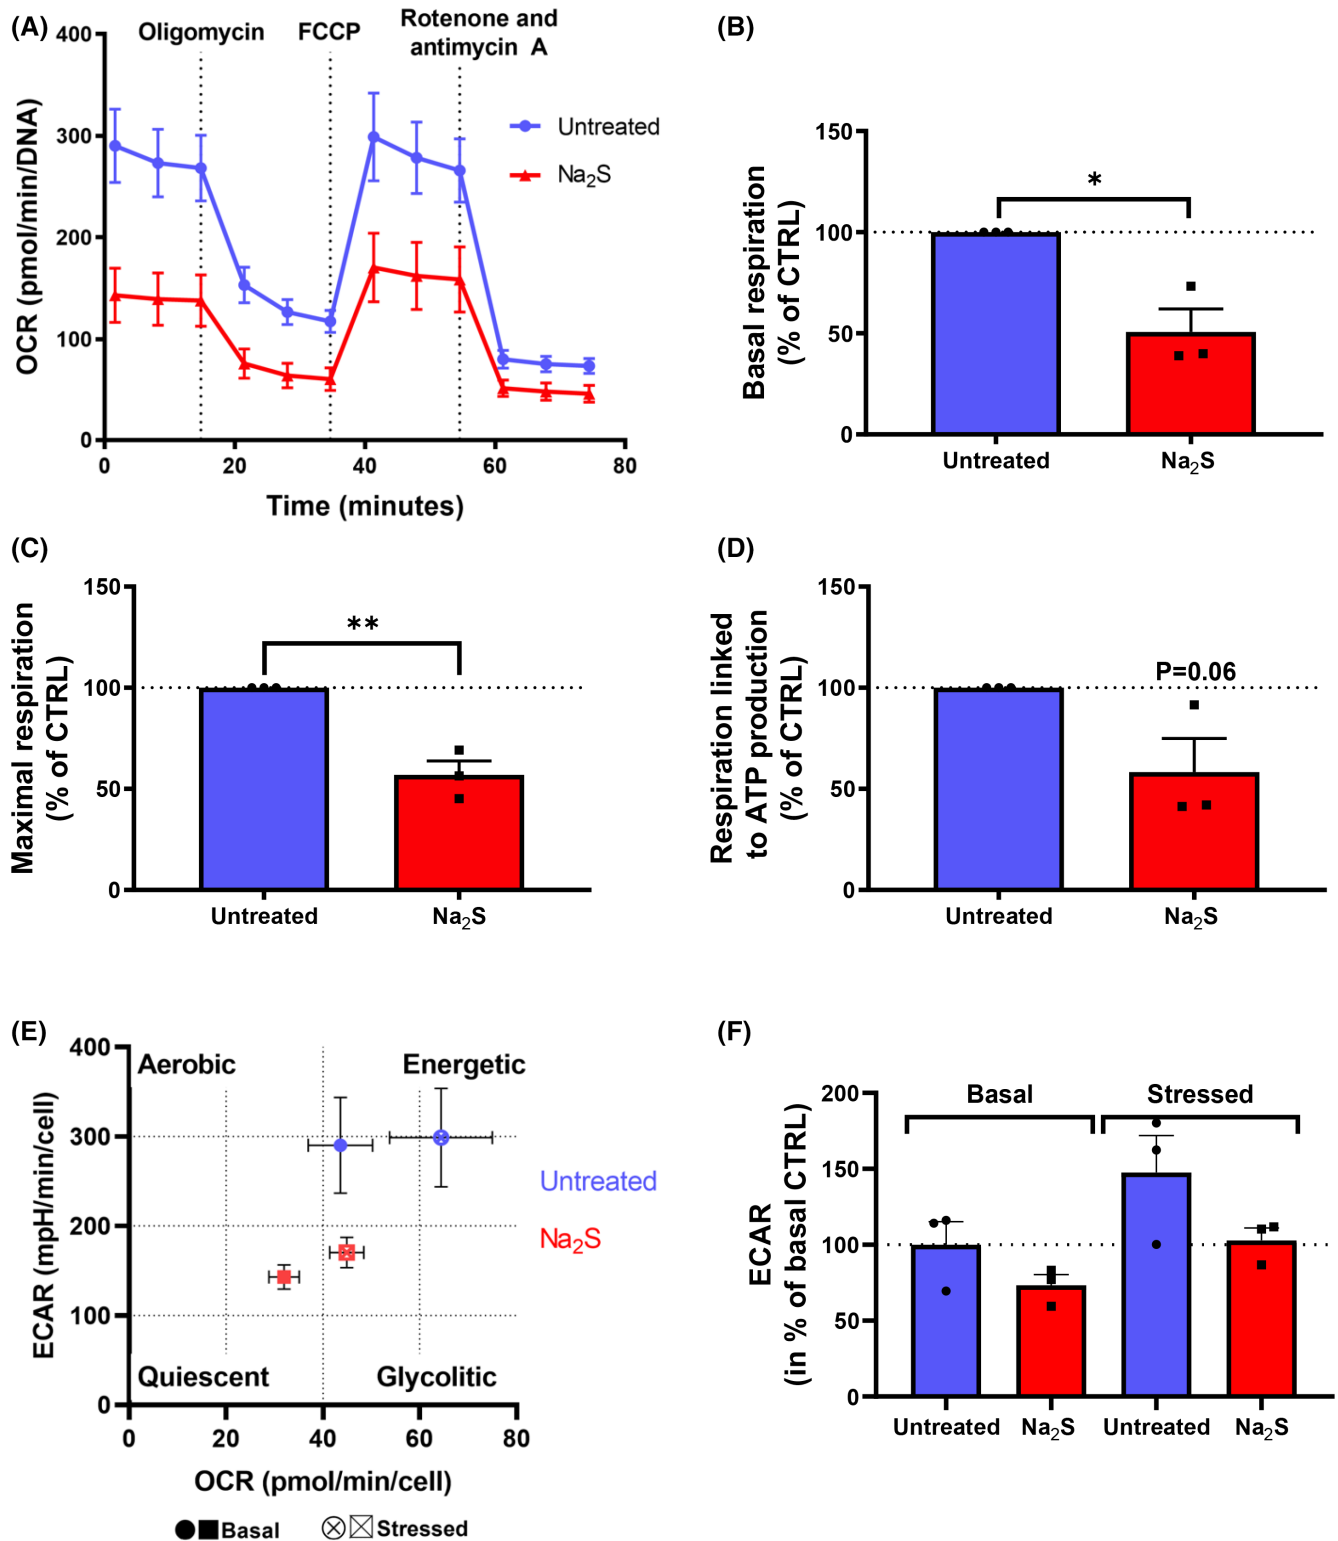 (A)
Oligomycin
FCCP
Rotenone and
antimycin A
OCR (pmol/min/DNA)
400
300
200
100
0
0 20 40 60 80
Time (minutes)
Untreated
Na₂S
(B)
Basal respiration
(% of CTRL)
150
100
50
0
*
Untreated
Na₂S
(C)
Maximal respiration
(% of CTRL)
150
100
50
0
**
Untreated
Na₂S
(D)
Respiration linked
to ATP production
(% of CTRL)
150
100
50
0
P=0.06
Untreated
Na₂S
(E)
ECAR (mpH/min/cell)
400
300
200
100
0
Aerobic
Energetic
Quiescent
Glycolitic
0 20 40 60 80
OCR (pmol/min/cell)
Untreated
Na₂S
Basal
Stressed
(F)
ECAR
(in % of basal CTRL)
200
150
100
50
0
Basal
Stressed
Untreated
Na₂S
Untreated
Na₂S